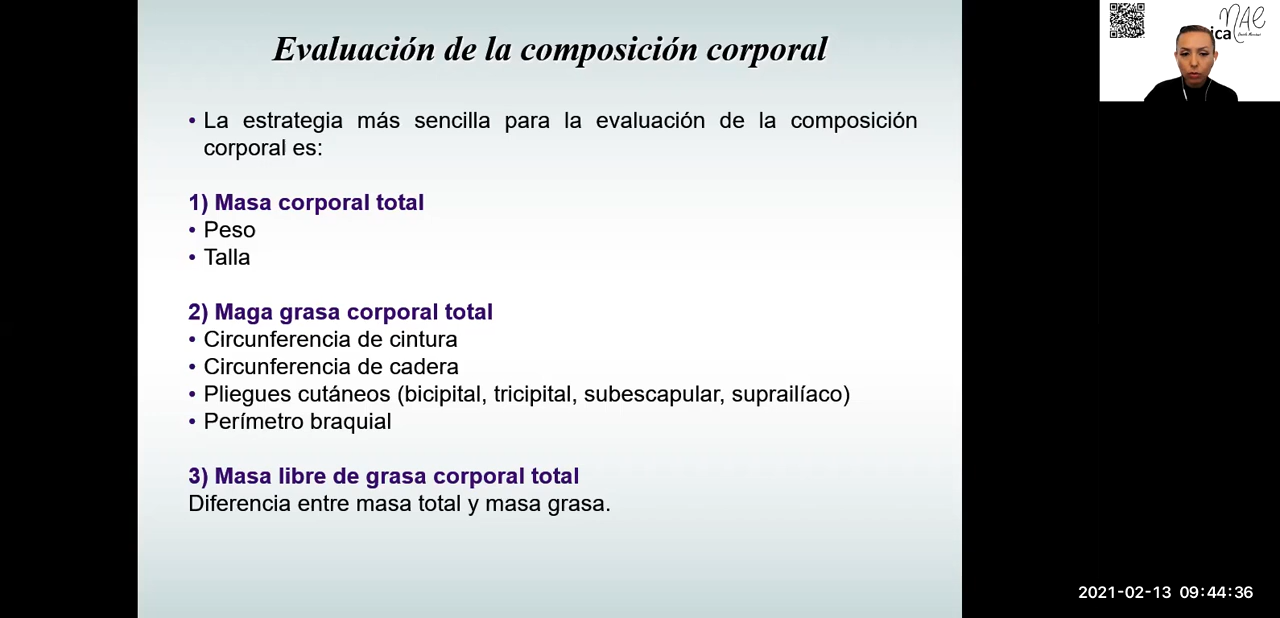 Evaluación de la composición corporal
• La estrategia más sencilla para la evaluación de la composición
corporal es:
1) Masa corporal total
• Peso
• Talla
2) Maga grasa corporal total
• Circunferencia de cintura
• Circunferencia de cadera
• Pliegues cutáneos (bicipital, tricipital, subescapular, suprailíaco)
• Perímetro braquial
3) Masa libre de grasa corporal total
Diferencia entre masa total y masa grasa.
ica
2021-02-13 09:44:36